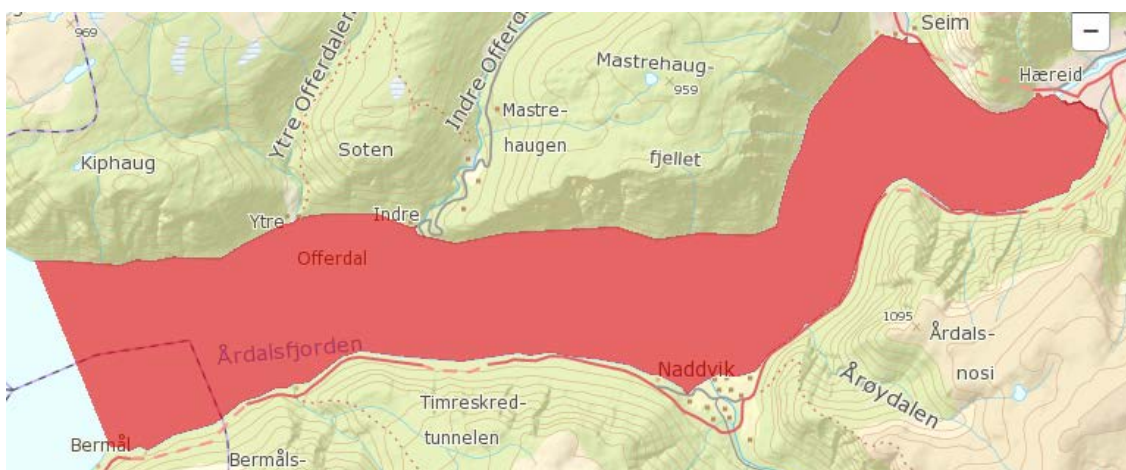 969
Seim
Hæreid
Mastrehaug-
959
fjellet
Ytre Offerdalen
Indre Offerd
Mastre-
haugen
Soten
Kiphaug
Ytre
Indre
Offerdal
Årdalsfjorden
Naddvik
1095
Årdals-
nosi
Årøydalen
Timreskred-
tunnelen
Bermål
Bermåls-